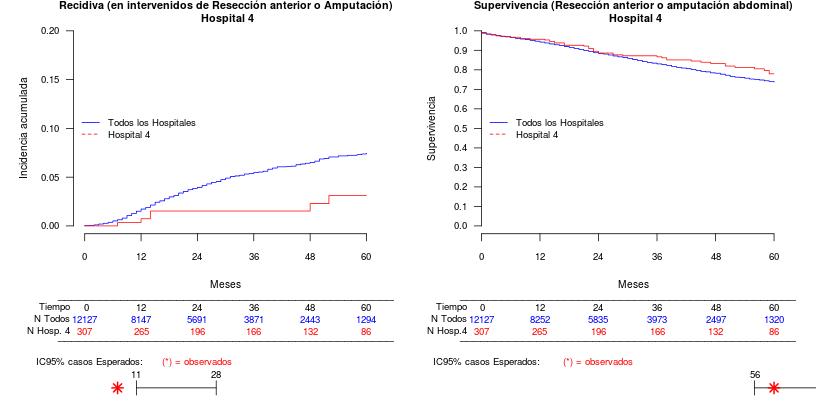 Recidiva (en intervenidos de Resección anterior o Amputación)
Hospital 4
0.20
0.15
0.10
0.05
0.00
Incidencia acumulada
Todos los Hospitales
Hospital 4
0 12 24 36 48 60
Meses
Tiempo 0 12 24 36 48 60
N Todos 12127 8147 5691 3871 2443 1294
N Hosp. 4 307 265 196 166 132 86
IC95% casos Esperados: (*) = observados
11 28
Supervivencia (Resección anterior o amputación abdominal)
Hospital 4
1.0
0.9
0.8
0.7
0.6
0.5
0.4
0.3
0.2
0.1
0.0
Supervivencia
Todos los Hospitales
Hospital 4
0 12 24 36 48 60
Meses
Tiempo 0 12 24 36 48 60
N Todos 12127 8252 5835 3973 2497 1320
N Hosp.4 307 265 196 166 132 86
IC95% casos Esperados: (*) = observados
56